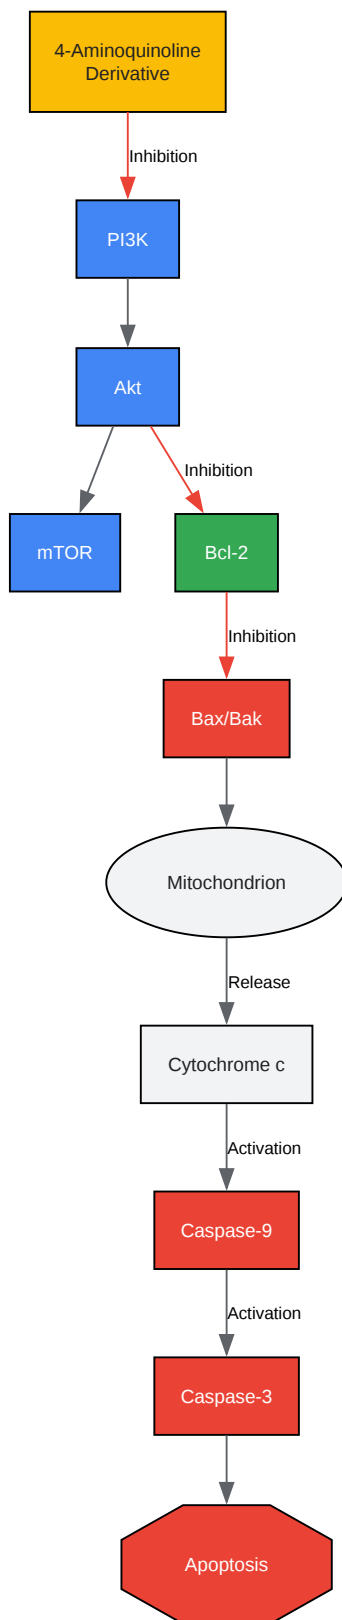 4-Aminoquinoline
Derivative
Inhibition
PI3K
Akt
Inhibition
mTOR
Bcl-2
Inhibition
Bax/Bak
Mitochondrion
Release
Cytochrome c
Activation
Caspase-9
Activation
Caspase-3
Apoptosis